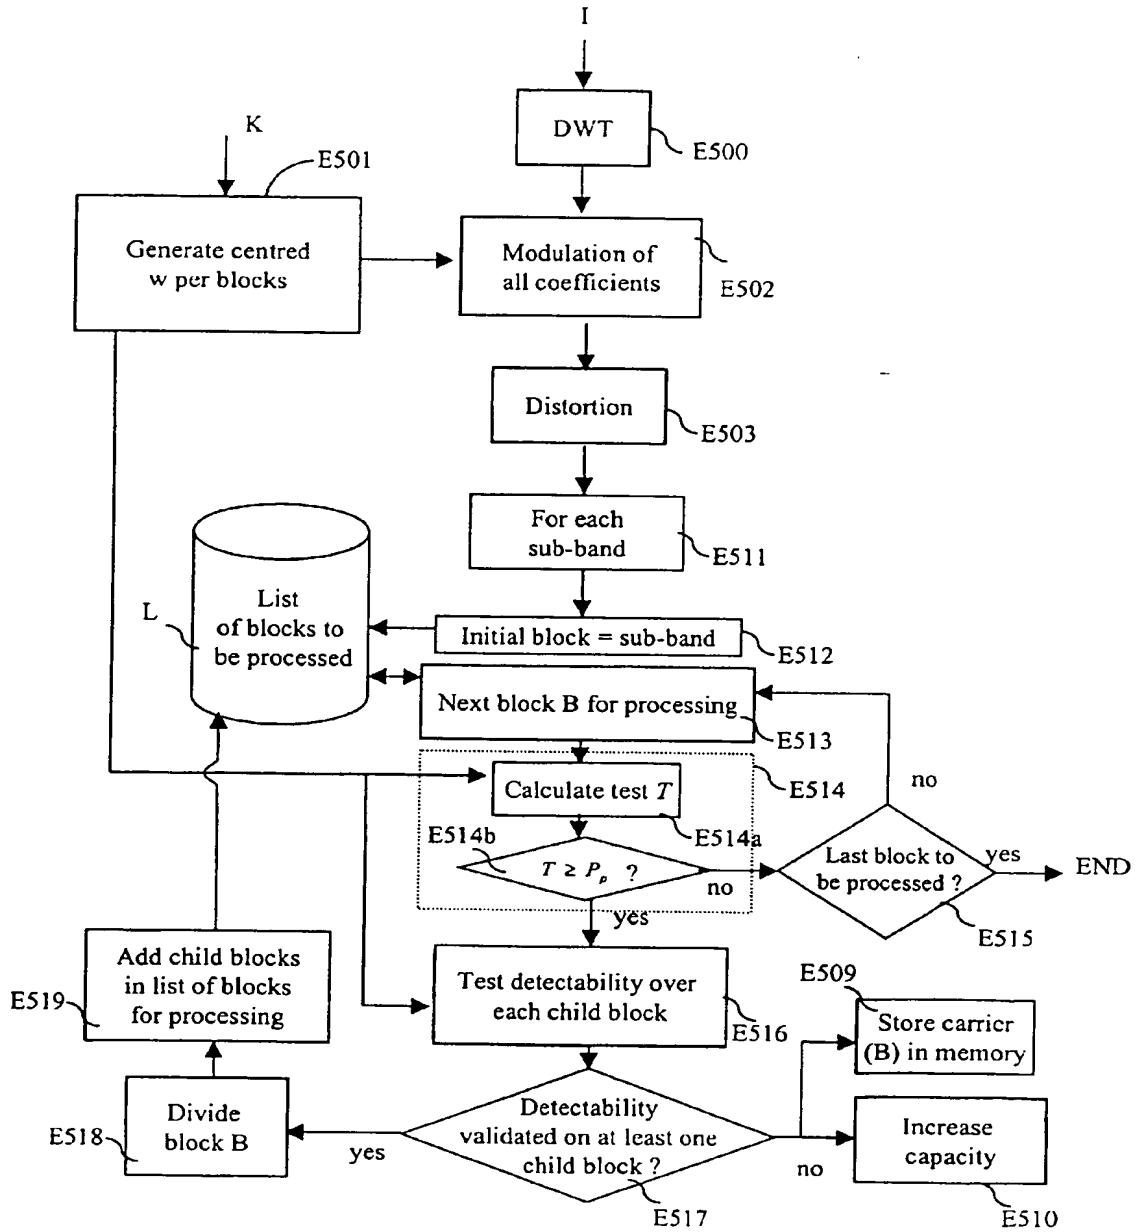 I
DWT
E500
K
E501
Generate centred
w per blocks
Modulation of
all coefficients
E502
Distortion
E503
For each
sub-band
E511
List
of blocks to
be processed
L
Initial block = sub-band
E512
Next block B for processing
E513
E514
Calculate test T
E514a
E514b
T ≥ Pp ?
no
yes
no
Last block to
be processed ?
yes
END
E515
Add child blocks
in list of blocks
for processing
E519
Test detectability over
each child block
E516
E509
Store carrier
(B) in memory
Divide
block B
E518
yes
Detectability
validated on at least one
child block ?
E517
no
Increase
capacity
E510